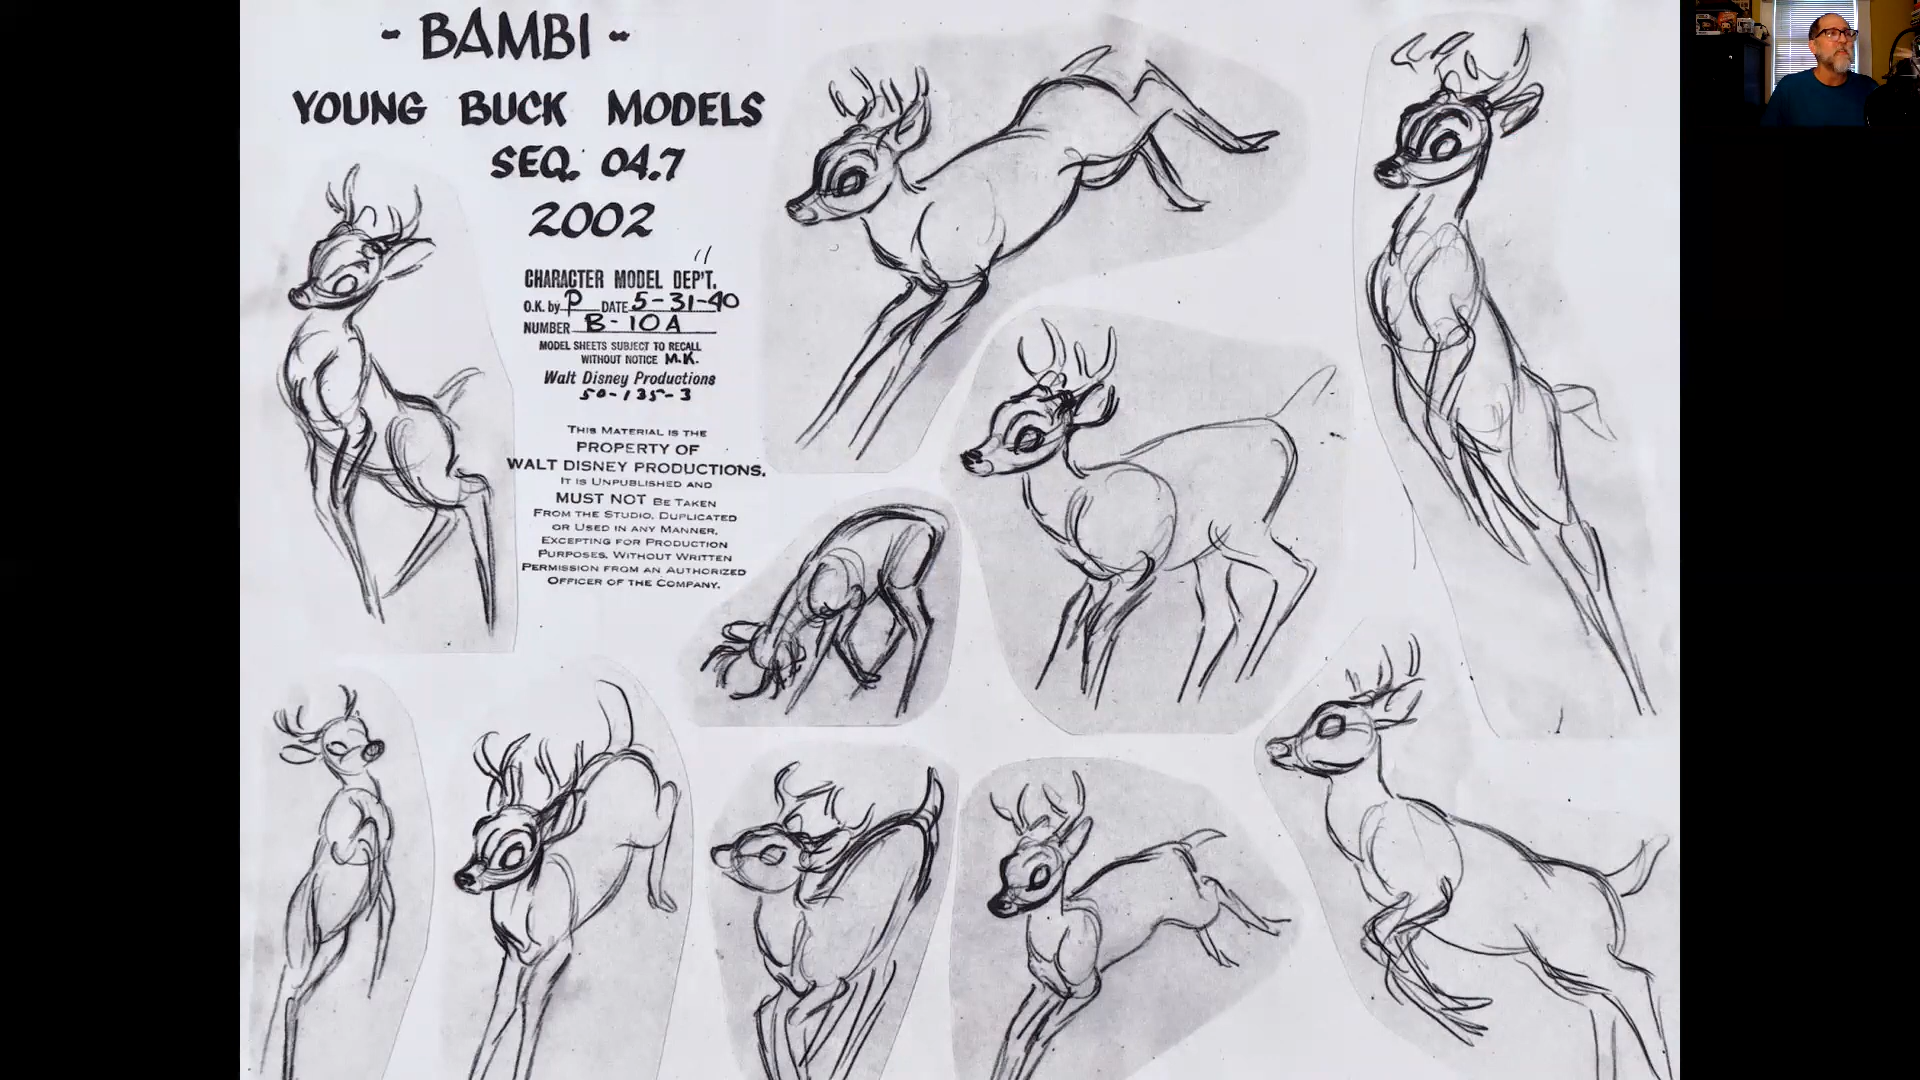 - BAMBI -
YOUNG BUCK MODELS
SEQ. 04.7
2002
CHARACTER MODEL DEP'T.
O.K. by P DATE 5-31-40
NUMBER B-10A
MODEL SHEETS SUBJECT TO RECALL
WITHOUT NOTICE M.K.
Walt Disney Productions
50-135-3
THIS MATERIAL IS THE
PROPERTY OF
WALT DISNEY PRODUCTIONS.
IT IS UNPUBLISHED AND
MUST NOT BE TAKEN
FROM THE STUDIO, DUPLICATED
OR USED IN ANY MANNER,
EXCEPTING FOR PRODUCTION
PURPOSES, WITHOUT WRITTEN
PERMISSION FROM AN AUTHORIZED
OFFICER OF THE COMPANY.